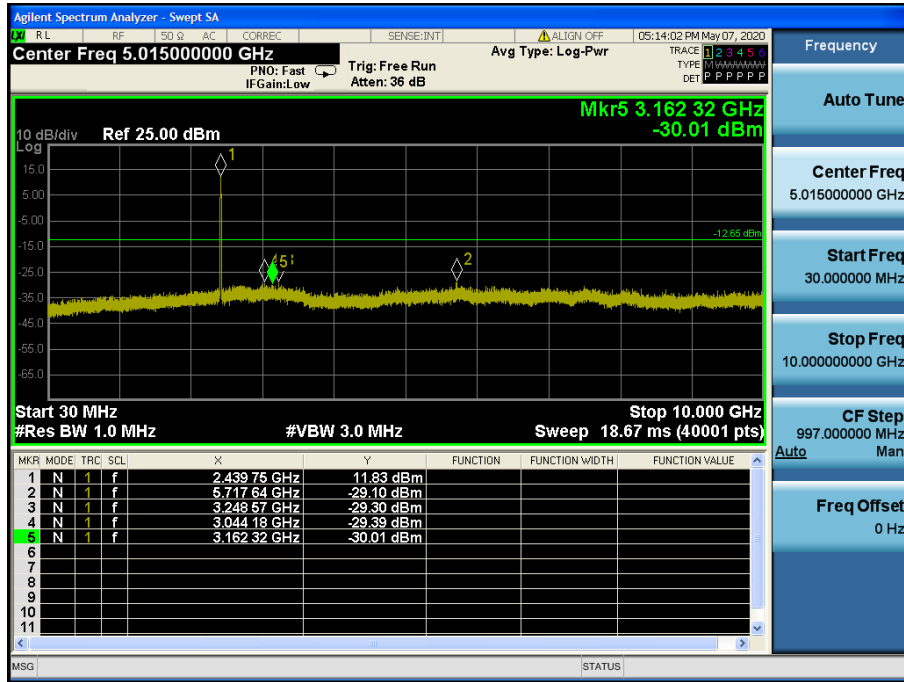 Agilent Spectrum Analyzer - Swept SA
RL RF 50 Ω AC CORREC SENSE:INT ALIGN OFF 05:14:02 PM May 07, 2020
Center Freq 5.015000000 GHz
PNO: Fast
IFGain:Low
Trig: Free Run
Atten: 36 dB
Avg Type: Log-Pwr
TRACE 1 2 3 4 5 6
TYPE M
DET P P P P P P
Mkr5 3.162 32 GHz
-30.01 dBm
10 dB/div Ref 25.00 dBm
Log
15.0
5.00
-5.00
-15.0
-25.0
-35.0
-45.0
-55.0
-65.0
1
2
5
-12.65 dBm
Start 30 MHz Stop 10.000 GHz
#Res BW 1.0 MHz #VBW 3.0 MHz Sweep 18.67 ms (40001 pts)
MKR MODE TRC SCL X Y FUNCTION FUNCTION WIDTH FUNCTION VALUE
1 N 1 f 2.439 75 GHz 11.83 dBm
2 N 1 f 5.717 64 GHz -29.10 dBm
3 N 1 f 3.248 57 GHz -29.30 dBm
4 N 1 f 3.044 18 GHz -29.39 dBm
5 N 1 f 3.162 32 GHz -30.01 dBm
6
7
8
9
10
11
MSG STATUS
Frequency
Auto Tune
Center Freq
5.015000000 GHz
Start Freq
30.000000 MHz
Stop Freq
10.000000000 GHz
CF Step
997.000000 MHz
Auto Man
Freq Offset
0 Hz